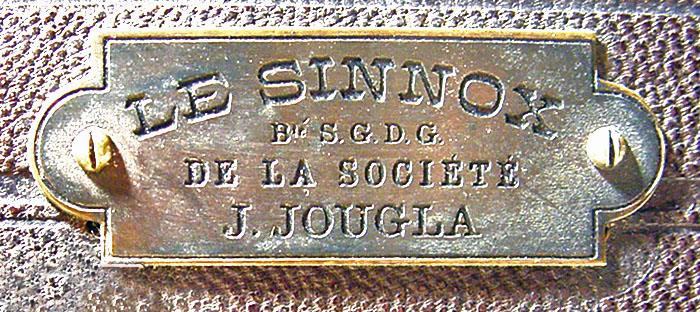 LE SINNOX
Bté S.G.D.G.
DE LA SOCIÉTÉ
J. JOUGLA